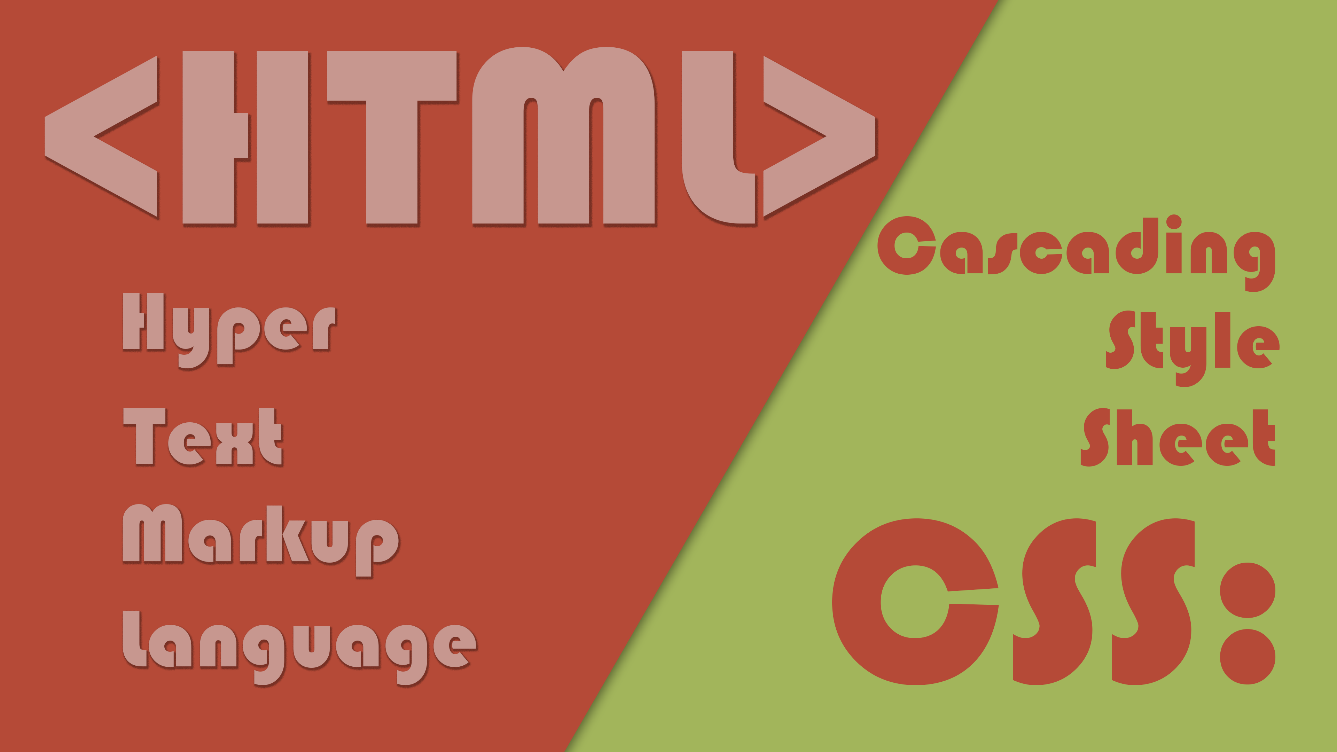 <HTML>
Hyper
Text
Markup
Language
Cascading
Style
Sheet
CSS: